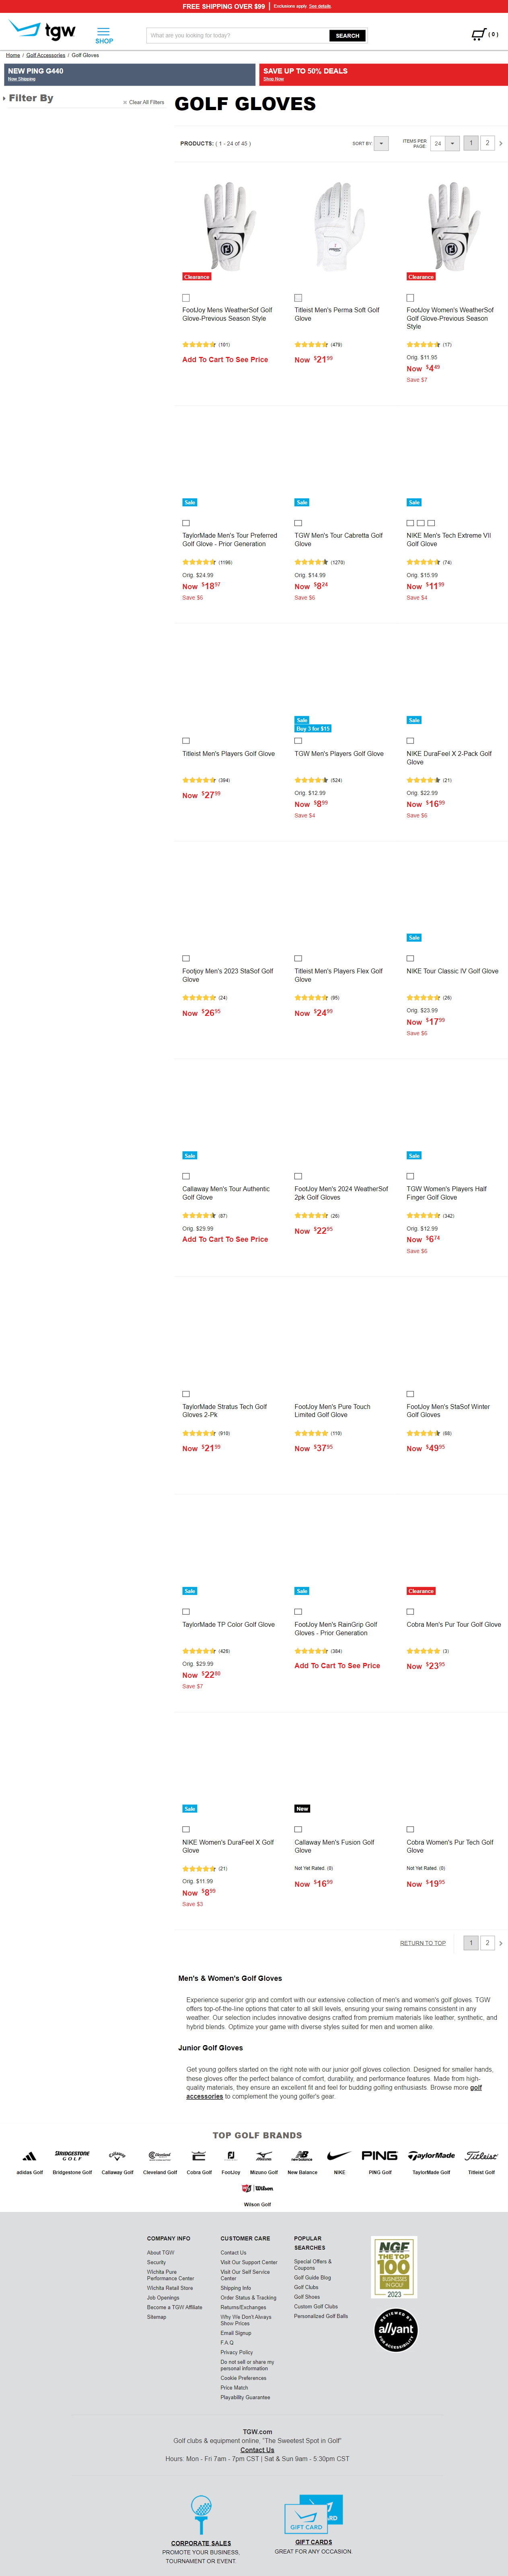 FREE SHIPPING OVER $99 | Exclusions apply. See details.
tgw
SHOP
What are you looking for today?
SEARCH
( 0 )
Home / Golf Accessories / Golf Gloves
NEW PING G440
Now Shipping
SAVE UP TO 50% DEALS
Shop Now
Filter By
Clear All Filters
GOLF GLOVES
PRODUCTS: ( 1 - 24 of 45 )
SORT BY
ITEMS PER PAGE:
24
1
2
Clearance
FootJoy Mens WeatherSof Golf
Glove-Previous Season Style
(101)
Add To Cart To See Price
Titleist Men's Perma Soft Golf
Glove
(479)
Now $21.99
Clearance
FootJoy Women's WeatherSof
Golf Glove-Previous Season
Style
(17)
Orig. $11.95
Now $4.49
Save $7
Sale
TaylorMade Men's Tour Preferred
Golf Glove - Prior Generation
(1196)
Orig. $24.99
Now $18.97
Save $6
Sale
TGW Men's Tour Cabretta Golf
Glove
(1270)
Orig. $14.99
Now $8.24
Save $6
Sale
NIKE Men's Tech Extreme VII
Golf Glove
(74)
Orig. $15.99
Now $11.99
Save $4
Titleist Men's Players Golf Glove
(394)
Now $27.99
Sale
Buy 3 for $15
TGW Men's Players Golf Glove
(524)
Orig. $12.99
Now $8.99
Save $4
Sale
NIKE DuraFeel X 2-Pack Golf
Glove
(21)
Orig. $22.99
Now $16.99
Save $6
Footjoy Men's 2023 StaSof Golf
Glove
(24)
Now $26.95
Titleist Men's Players Flex Golf
Glove
(95)
Now $24.99
Sale
NIKE Tour Classic IV Golf Glove
(26)
Orig. $23.99
Now $17.99
Save $6
Sale
Callaway Men's Tour Authentic
Golf Glove
(87)
Orig. $29.99
Add To Cart To See Price
FootJoy Men's 2024 WeatherSof
2pk Golf Gloves
(26)
Now $22.95
Sale
TGW Women's Players Half
Finger Golf Glove
(342)
Orig. $12.99
Now $6.74
Save $6
TaylorMade Stratus Tech Golf
Gloves 2-Pk
(919)
Now $21.99
FootJoy Men's Pure Touch
Limited Golf Glove
(119)
Now $37.95
FootJoy Men's StaSof Winter
Golf Gloves
(88)
Now $49.95
Sale
TaylorMade TP Color Golf Glove
(426)
Orig. $29.99
Now $22.88
Save $7
Sale
FootJoy Men's RainGrip Golf
Gloves - Prior Generation
(384)
Add To Cart To See Price
Clearance
Cobra Men's Pur Tour Golf Glove
(3)
Now $23.95
Sale
NIKE Women's DuraFeel X Golf
Glove
(21)
Orig. $11.99
Now $8.99
Save $3
New
Callaway Men's Fusion Golf
Glove
Not Yet Rated. (0)
Now $16.99
Cobra Women's Pur Tech Golf
Glove
Not Yet Rated. (0)
Now $19.95
RETURN TO TOP
1
2
Men's & Women's Golf Gloves
Experience superior grip and comfort with our extensive collection of men's and women's golf gloves. TGW
offers top-of-the-line options that cater to all skill levels, ensuring your swing remains consistent in any
weather. Our selection includes innovative designs crafted from premium materials like leather, synthetic, and
hybrid blends. Optimize your game with diverse styles suited for men and women alike.
Junior Golf Gloves
Get young golfers started on the right note with our junior golf gloves collection. Designed for smaller hands,
these gloves offer the perfect balance of comfort, durability, and performance features. Made from high-
quality materials, they ensure an excellent fit and feel for budding golfing enthusiasts. Browse more golf
accessories to complement the young golfer's gear.
TOP GOLF BRANDS
adidas Golf
Bridgestone Golf
Callaway Golf
Cleveland Golf
Cobra Golf
FootJoy
Mizuno Golf
New Balance
NIKE
PING Golf
TaylorMade Golf
Titleist Golf
Wilson
Wilson Golf
COMPANY INFO
About TGW
Security
Wichita Pure
Performance Center
Wichita Retail Store
Job Openings
Become a TGW Affiliate
Sitemap
CUSTOMER CARE
Contact Us
Visit Our Support Center
Visit Our Self Service
Center
Shipping Info
Order Status & Tracking
Returns/Exchanges
Why We Don't Always
Show Prices
Email Signup
F.A.Q
Privacy Policy
Do not sell or share my
personal information
Cookie Preferences
Price Match
Playability Guarantee
POPULAR
SEARCHES
Special Offers &
Coupons
Golf Guide Blog
Golf Clubs
Golf Shoes
Custom Golf Clubs
Personalized Golf Balls
NGF
THE TOP
100
BUSINESSES
IN GOLF
2023
REVIEWED BY
allyant
FOR ACCESSIBILITY
TGW.com
Golf clubs & equipment online, "The Sweetest Spot in Golf"
Contact Us
Hours: Mon - Fri 7am - 7pm CST | Sat & Sun 9am - 5:30pm CST
CORPORATE SALES
PROMOTE YOUR BUSINESS,
TOURNAMENT OR EVENT.
GIFT CARD
GIFT CARDS
GREAT FOR ANY OCCASION.